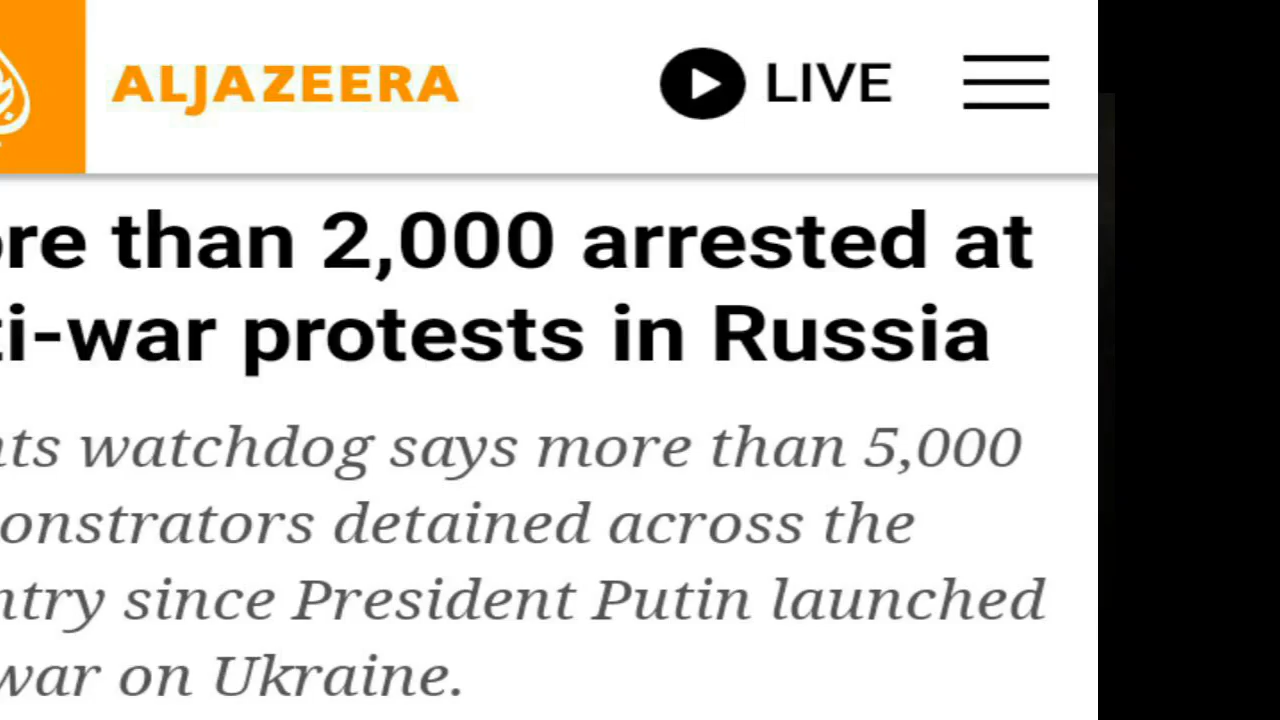 ALJAZEERA
LIVE
ore than 2,000 arrested at
ti-war protests in Russia
nts watchdog says more than 5,000
onstrators detained across the
ntry since President Putin launched
war on Ukraine.